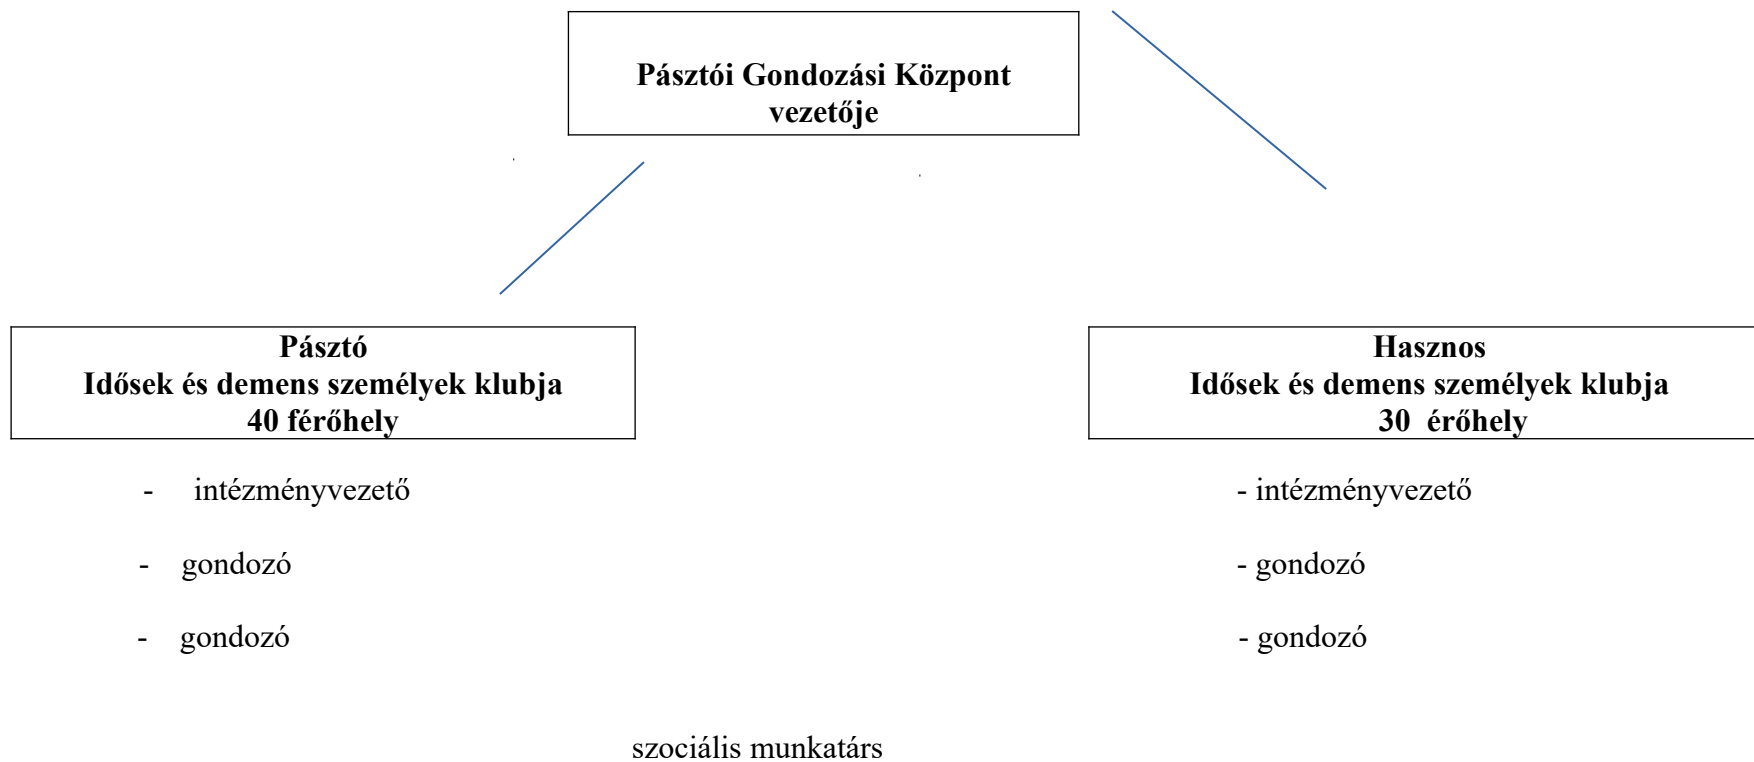 Pásztói Gondozási Központ
vezetője
Pásztó
Idősek és demens személyek klubja
40 férőhely
- intézményvezető
- gondozó
- gondozó
Hasznos
Idősek és demens személyek klubja
30 érőhely
- intézményvezető
- gondozó
- gondozó
szociális munkatárs